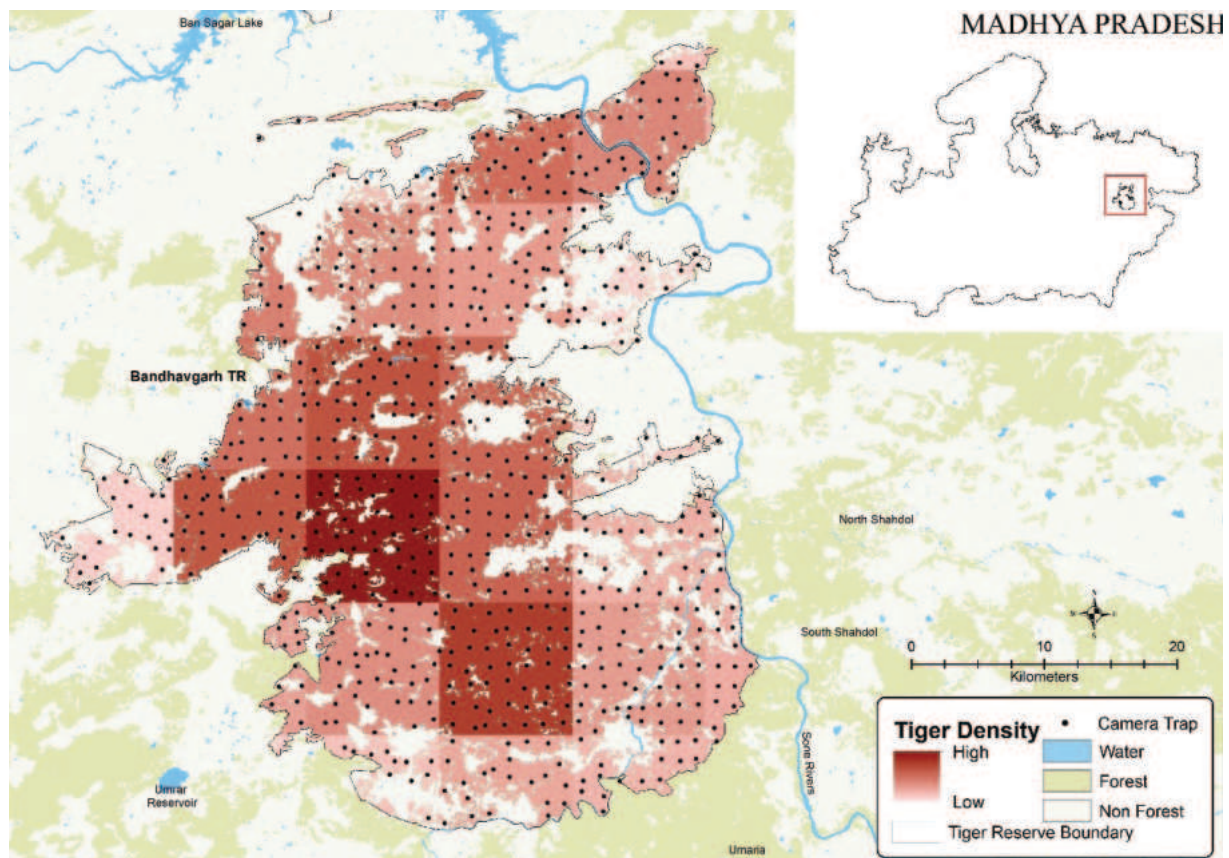 Ban Sagar Lake
MADHYA PRADESH
Bandhavgarh TR
North Shahdol
South Shahdol
N
E
S
0 10 20
Kilometers
Sone Rivers
Umrar
Reservoir
Umaria
Tiger Density
High
Low
Tiger Reserve Boundary
Camera Trap
Water
Forest
Non Forest